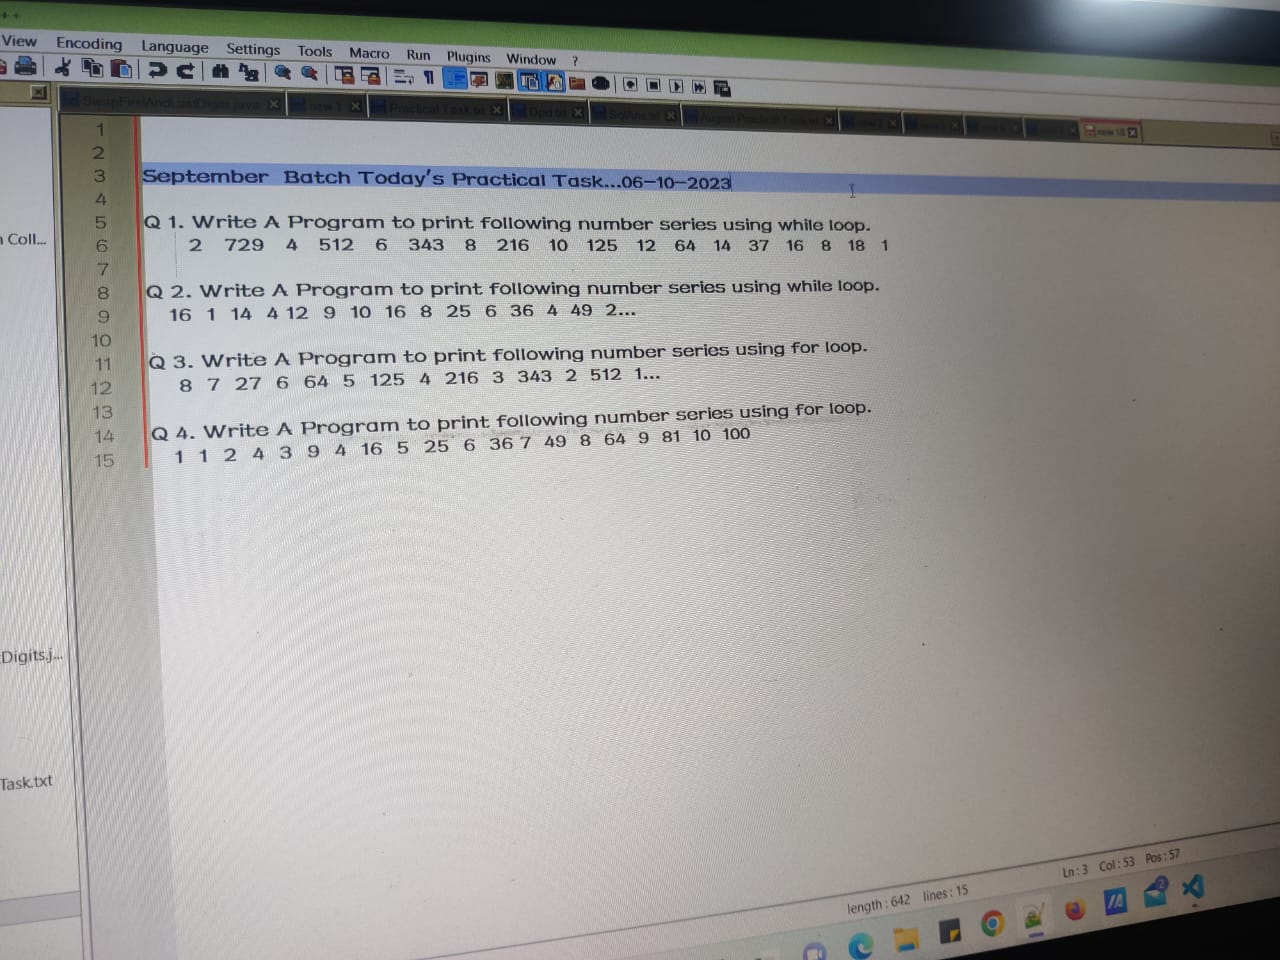 ++
View Encoding Language Settings Tools Macro Run Plugins Window ?
new 1 Practical Task.txt new 18
1
2
3 September Batch Today's Practical Task...06-10-2023
4
5 Q 1. Write A Program to print following number series using while loop.
6 2 729 4 512 6 343 8 216 10 125 12 64 14 37 16 8 18 1
7
8 Q 2. Write A Program to print following number series using while loop.
9 16 1 14 4 12 9 10 16 8 25 6 36 4 49 2...
10
11 Q 3. Write A Program to print following number series using for loop.
12 8 7 27 6 64 5 125 4 216 3 343 2 512 1...
13
14 Q 4. Write A Program to print following number series using for loop.
15 1 1 2 4 3 9 4 16 5 25 6 36 7 49 8 64 9 81 10 100
Coll...
Digits.j...
Task.txt
length : 642 lines : 15 Ln : 3 Col : 53 Pos : 57
2